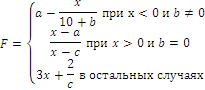 F = { a − x/(10 + b) при x < 0 и b ≠ 0
(x − a)/(x − c) при x > 0 и b = 0
3x + 2/c в остальных случаях